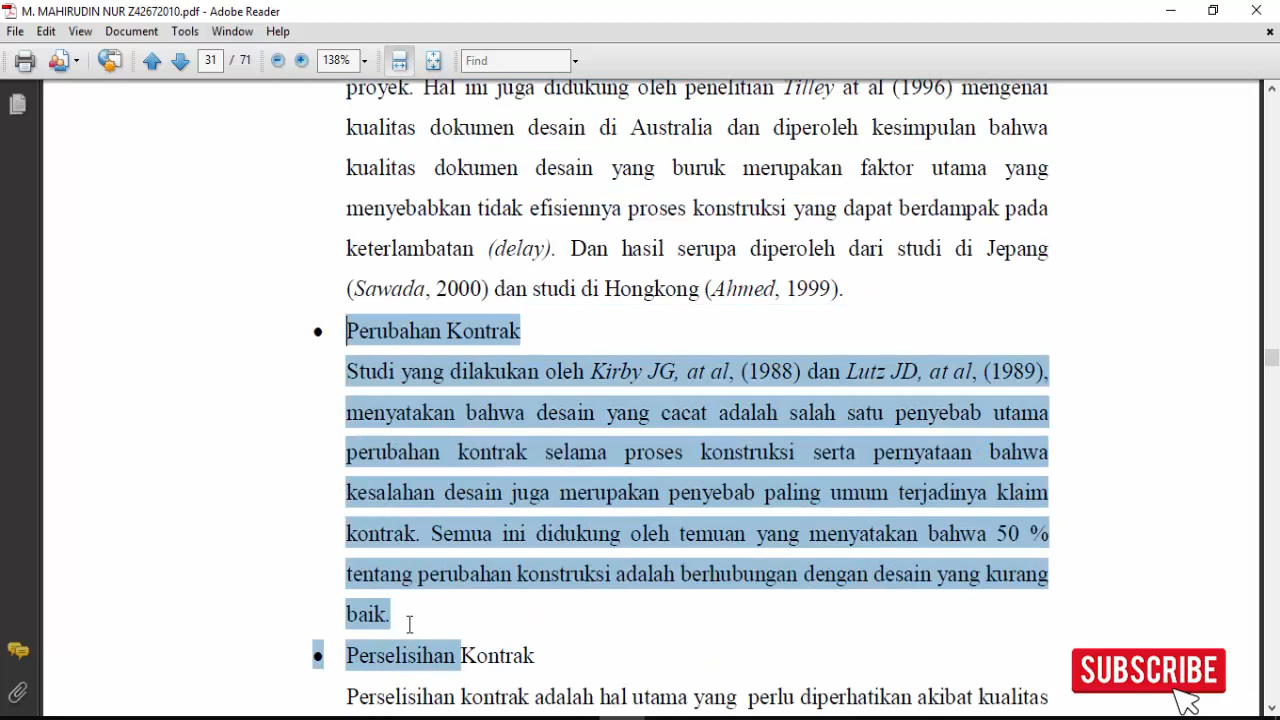 M. MAHIRUDIN NUR Z42672010.pdf - Adobe Reader
File Edit View Document Tools Window Help
31 / 71 138% Find
proyek. Hal ini juga didukung oleh penelitian Tilley at al (1996) mengenai
kualitas dokumen desain di Australia dan diperoleh kesimpulan bahwa
kualitas dokumen desain yang buruk merupakan faktor utama yang
menyebabkan tidak efisiennya proses konstruksi yang dapat berdampak pada
keterlambatan (delay). Dan hasil serupa diperoleh dari studi di Jepang
(Sawada, 2000) dan studi di Hongkong (Ahmed, 1999).
• Perubahan Kontrak
Studi yang dilakukan oleh Kirby JG, at al, (1988) dan Lutz JD, at al, (1989),
menyatakan bahwa desain yang cacat adalah salah satu penyebab utama
perubahan kontrak selama proses konstruksi serta pernyataan bahwa
kesalahan desain juga merupakan penyebab paling umum terjadinya klaim
kontrak. Semua ini didukung oleh temuan yang menyatakan bahwa 50 %
tentang perubahan konstruksi adalah berhubungan dengan desain yang kurang
baik.
• Perselisihan Kontrak
Perselisihan kontrak adalah hal utama yang perlu diperhatikan akibat kualitas
SUBSCRIBE